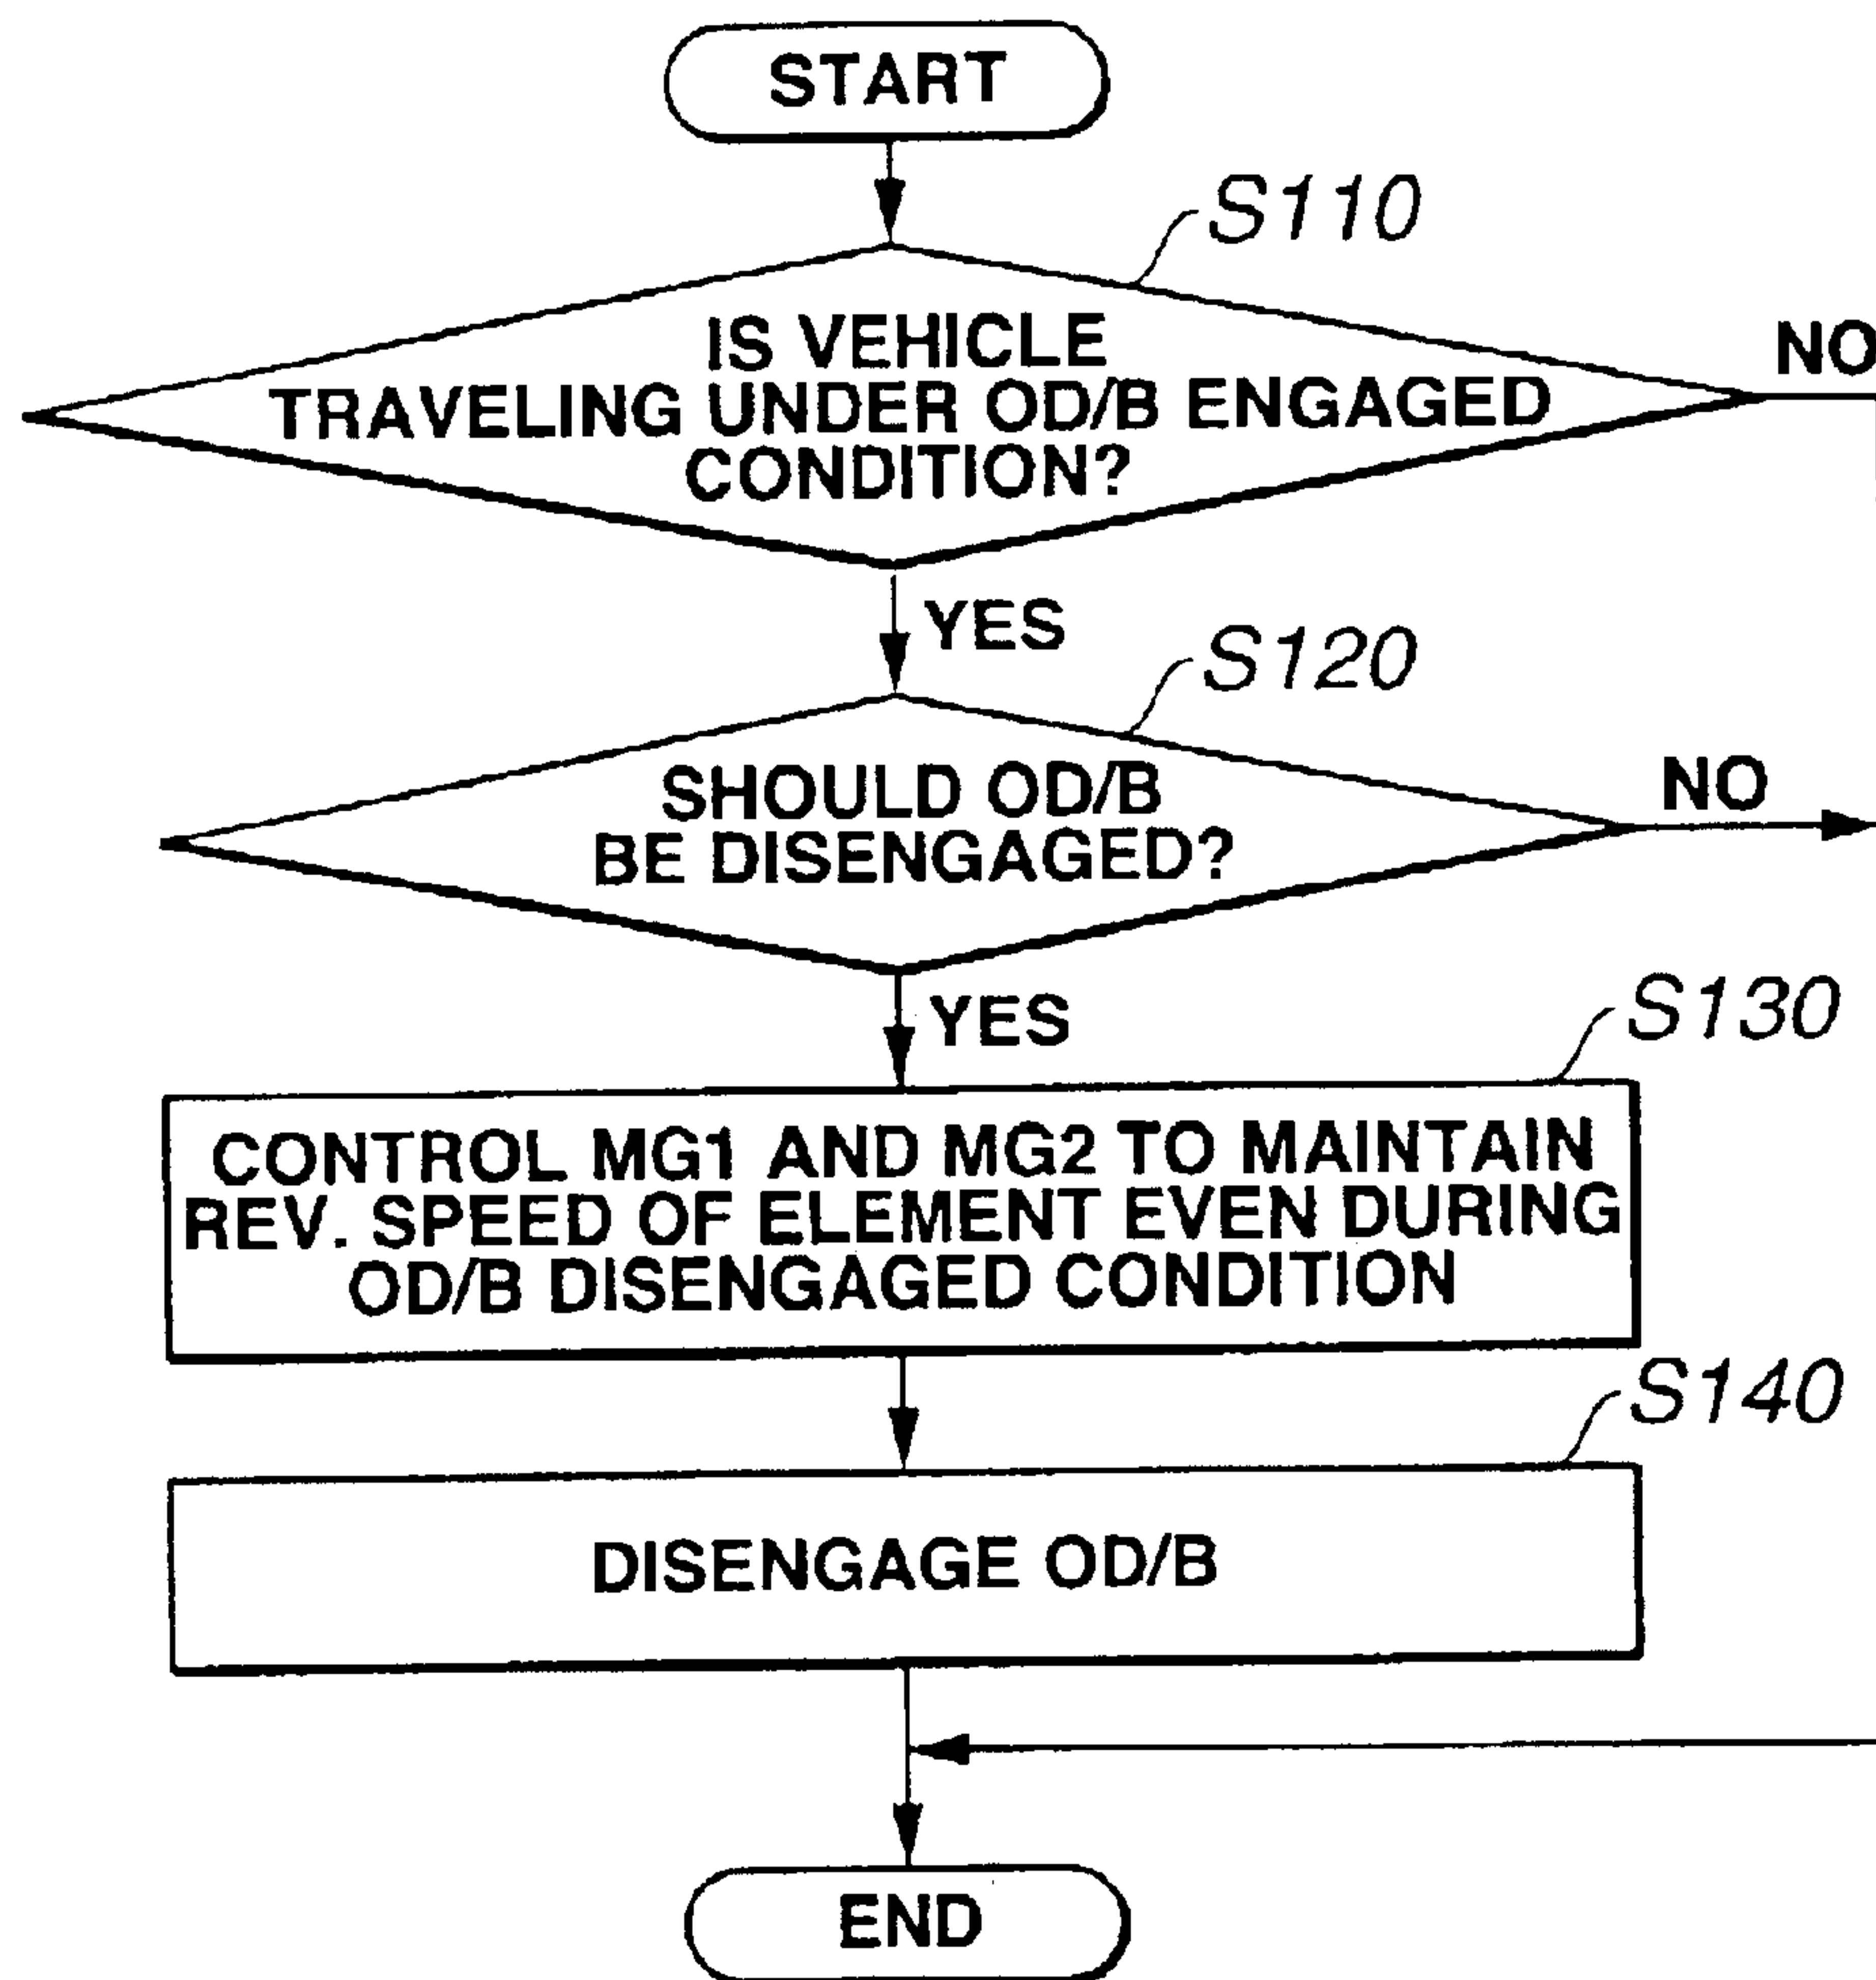 START
S110
IS VEHICLE
TRAVELING UNDER OD/B ENGAGED
CONDITION?
NO
YES
S120
SHOULD OD/B
BE DISENGAGED?
NO
YES
S130
CONTROL MG1 AND MG2 TO MAINTAIN
REV. SPEED OF ELEMENT EVEN DURING
OD/B DISENGAGED CONDITION
S140
DISENGAGE OD/B
END